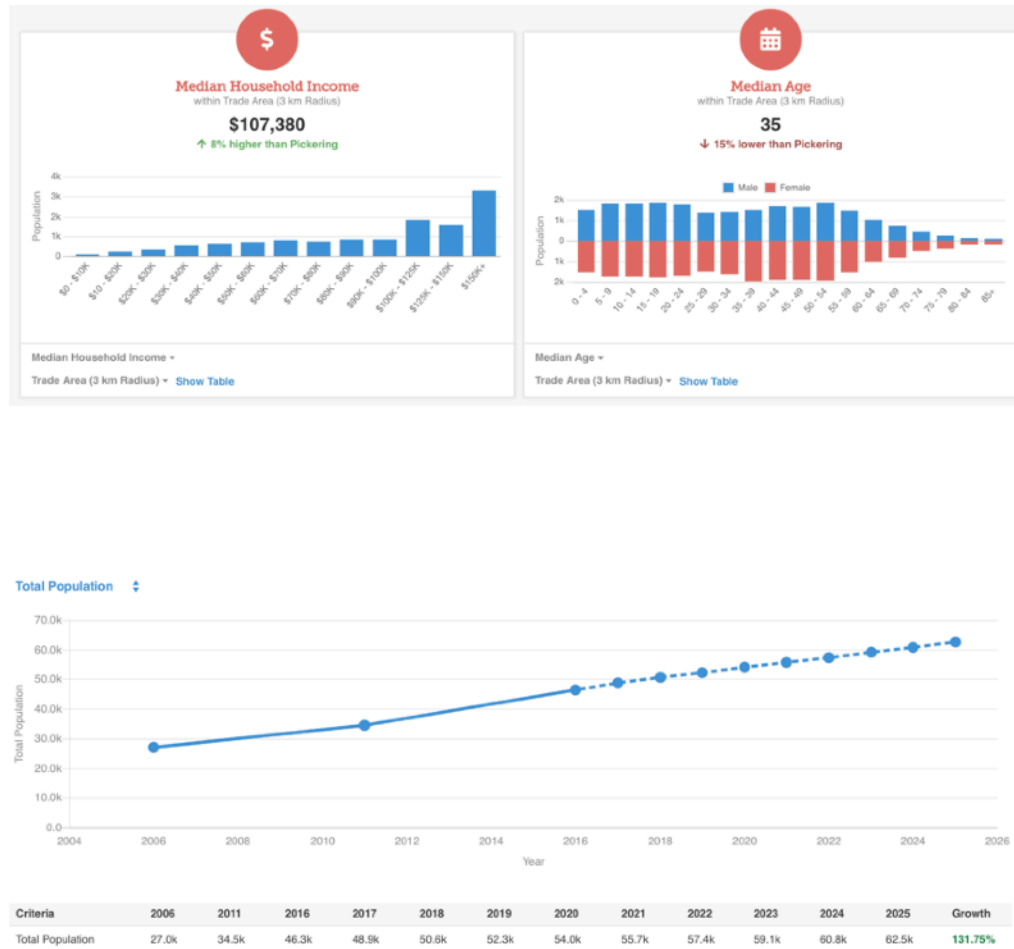 $
Median Household Income
within Trade Area (3 km Radius)
$107,380
↑ 8% higher than Pickering
Population
4k
3k
2k
1k
0
$0 - $10K
$10 - $20K
$20K - $30K
$30K - $40K
$40K - $50K
$50K - $60K
$60K - $70K
$70K - $80K
$80K - $90K
$90K - $100K
$100K - $125K
$125K - $150K
$150K+
Median Household Income
Trade Area (3 km Radius) Show Table
Median Age
within Trade Area (3 km Radius)
35
↓ 15% lower than Pickering
Male Female
Population
2k
1k
0
1k
2k
0 - 4
5 - 9
10 - 14
15 - 19
20 - 24
25 - 29
30 - 34
35 - 39
40 - 44
45 - 49
50 - 54
55 - 59
60 - 64
65 - 69
70 - 74
75 - 79
80 - 84
85+
Median Age
Trade Area (3 km Radius) Show Table
Total Population
Total Population
70.0k
60.0k
50.0k
40.0k
30.0k
20.0k
10.0k
0.0
2004 2006 2008 2010 2012 2014 2016 2018 2020 2022 2024 2026
Year
Criteria 2006 2011 2016 2017 2018 2019 2020 2021 2022 2023 2024 2025 Growth
Total Population 27.0k 34.5k 46.3k 48.9k 50.6k 52.3k 54.0k 55.7k 57.4k 59.1k 60.8k 62.5k 131.75%